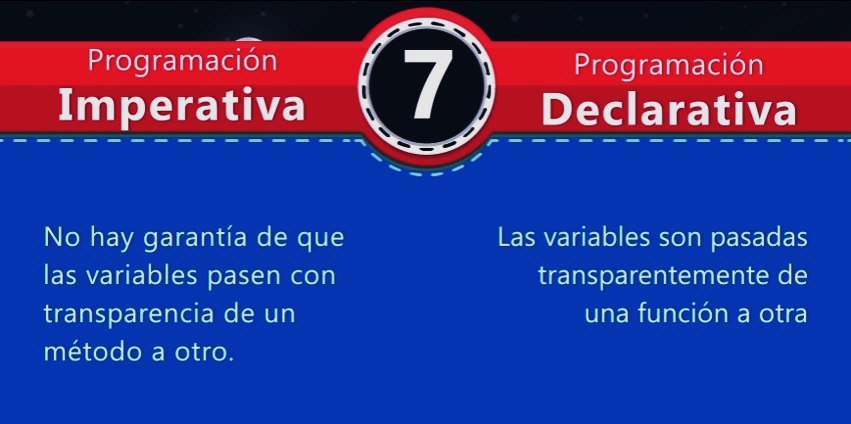 Programación
Imperativa
7
Programación
Declarativa
No hay garantía de que
las variables pasen con
transparencia de un
método a otro.
Las variables son pasadas
transparentemente de
una función a otra